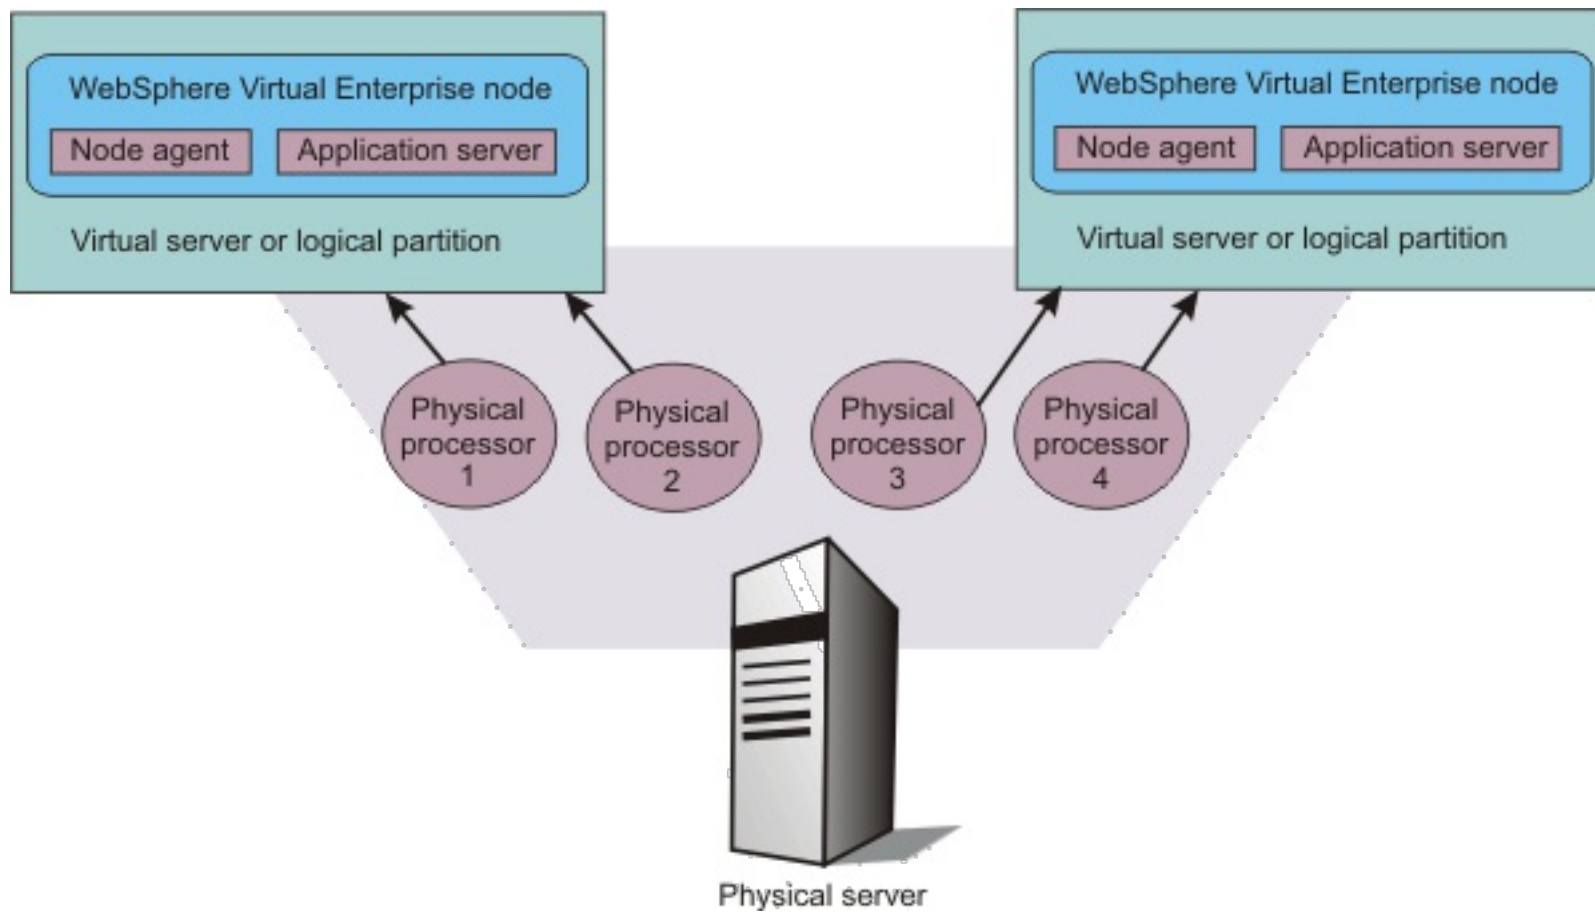 WebSphere Virtual Enterprise node
Node agent
Application server
Virtual server or logical partition
WebSphere Virtual Enterprise node
Node agent
Application server
Virtual server or logical partition
Physical
processor
1
Physical
processor
2
Physical
processor
3
Physical
processor
4
Physical server